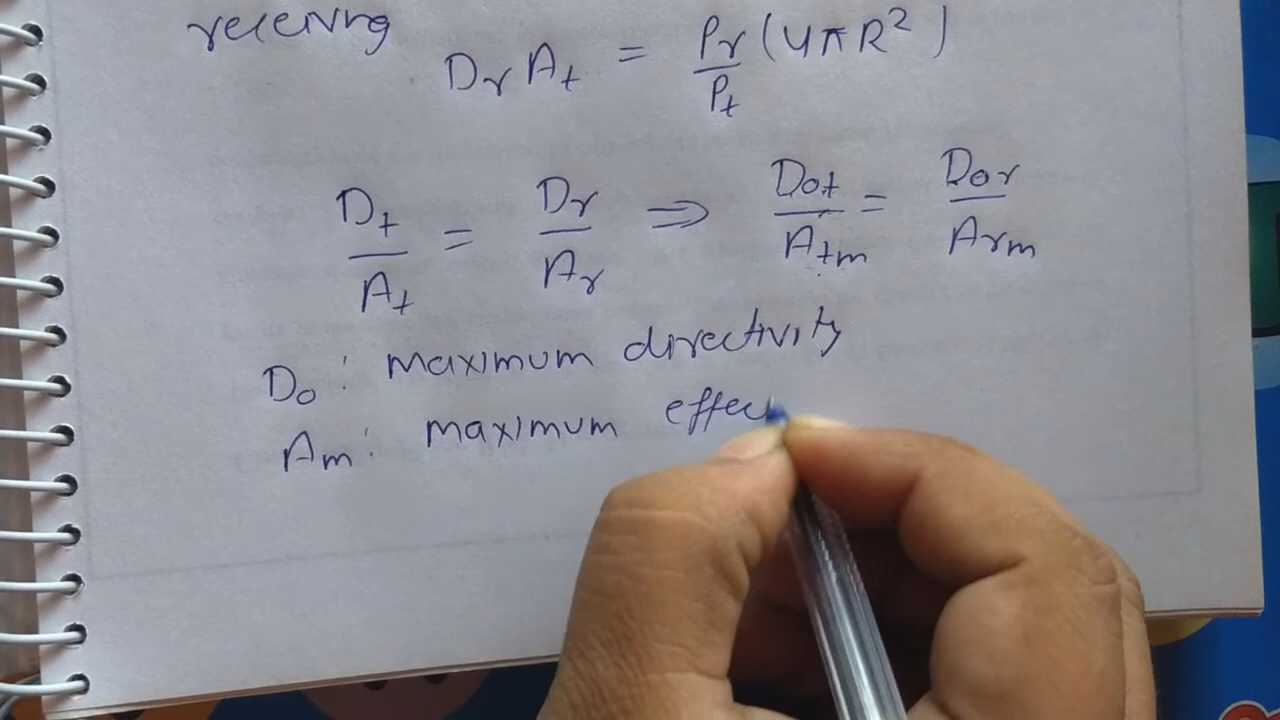 receiving
Dr At = Pr/Pt (4πR²)
Dt/At = Dr/Ar ⇒ Dot/Atm = Dor/Arm
Do : maximum directivity
Am : maximum effec